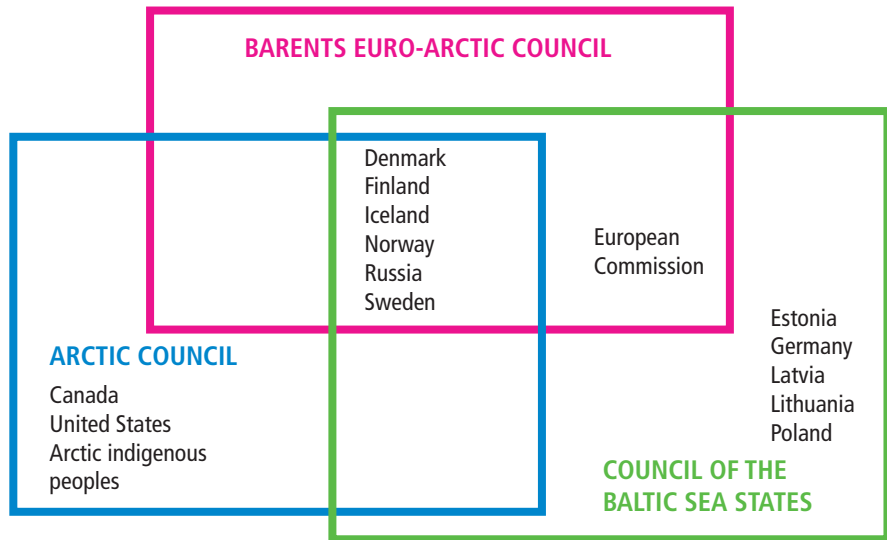 BARENTS EURO-ARCTIC COUNCIL
Denmark
Finland
Iceland
Norway
Russia
Sweden
European
Commission
ARCTIC COUNCIL
Canada
United States
Arctic indigenous
peoples
Estonia
Germany
Latvia
Lithuania
Poland
COUNCIL OF THE
BALTIC SEA STATES